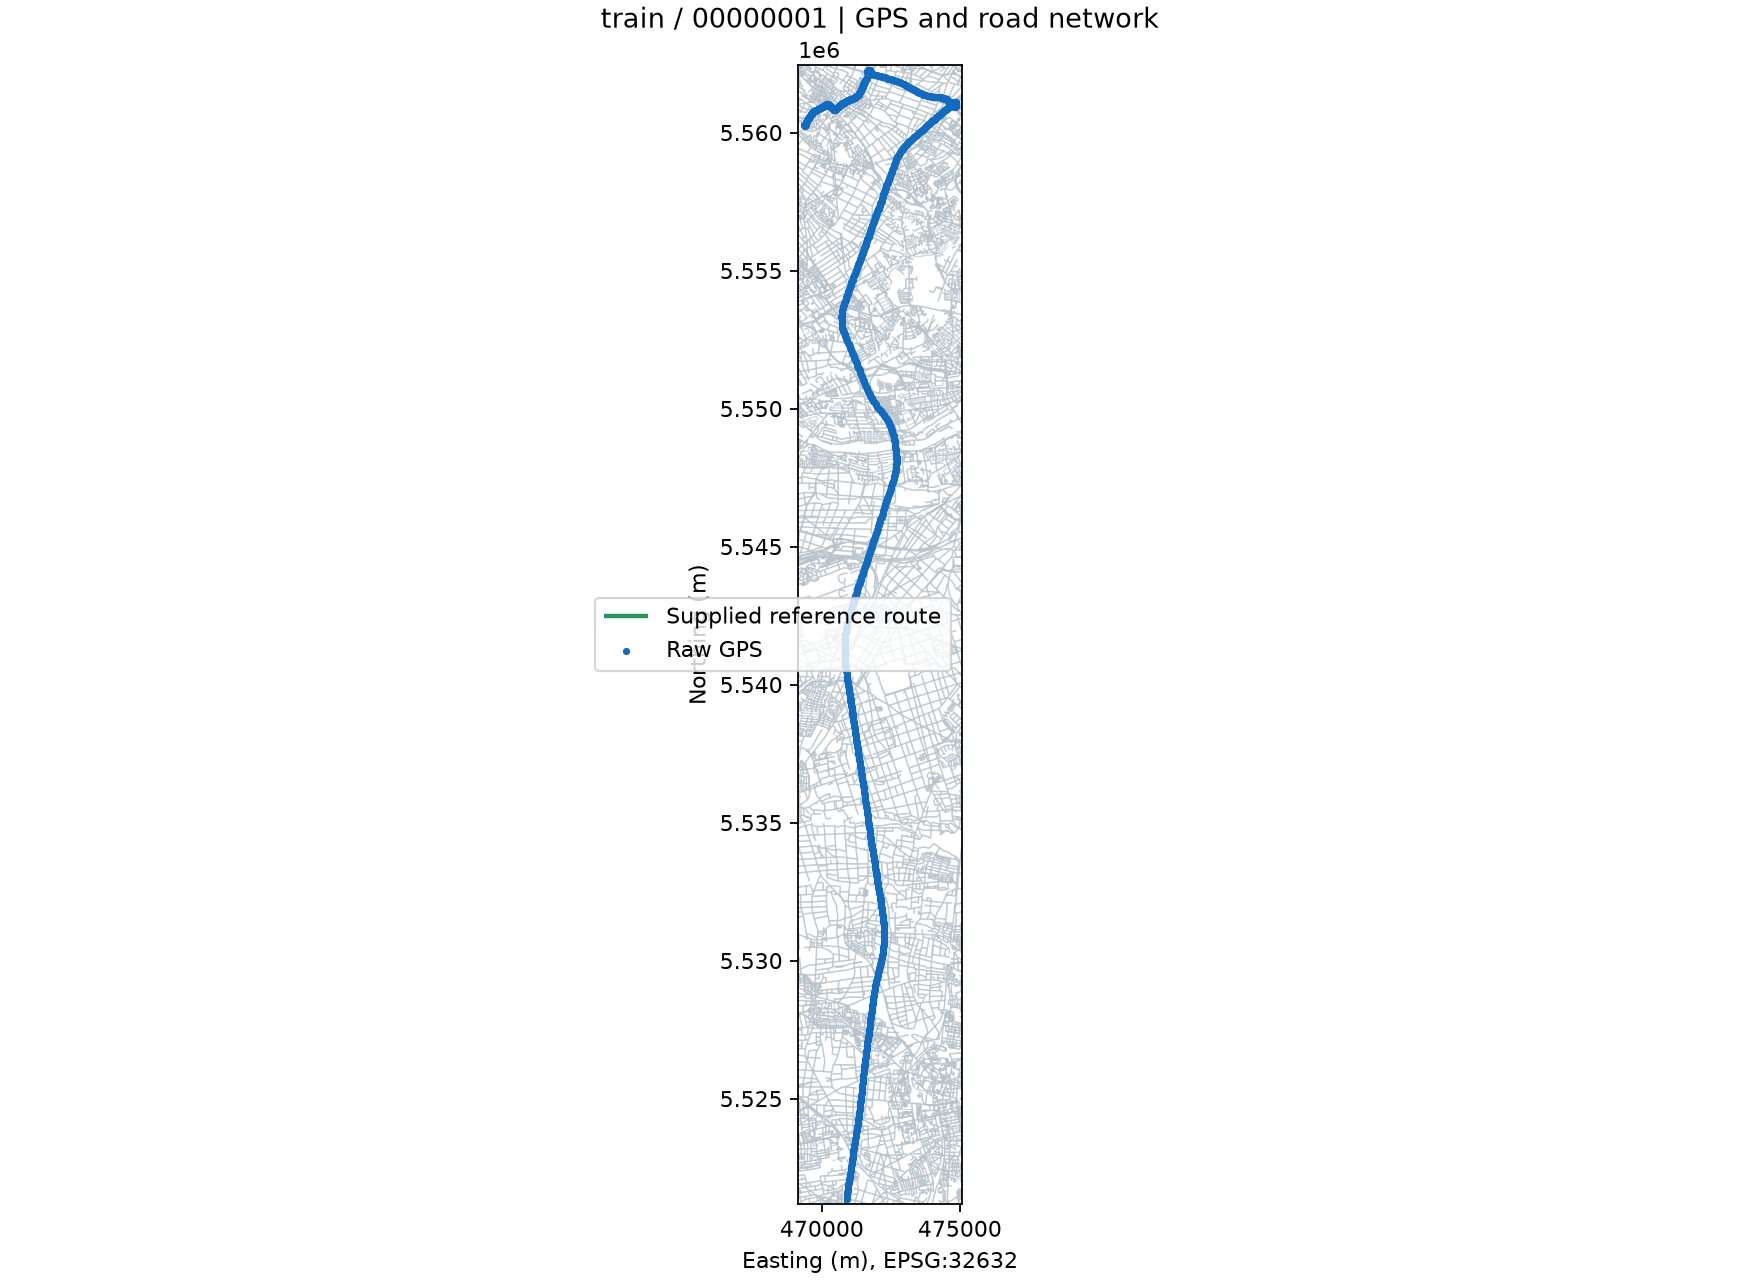 train / 00000001 | GPS and road network
1e6
5.560
5.555
5.550
5.545
5.540
5.535
5.530
5.525
Northing (m)
Supplied reference route
Raw GPS
470000 475000
Easting (m), EPSG:32632